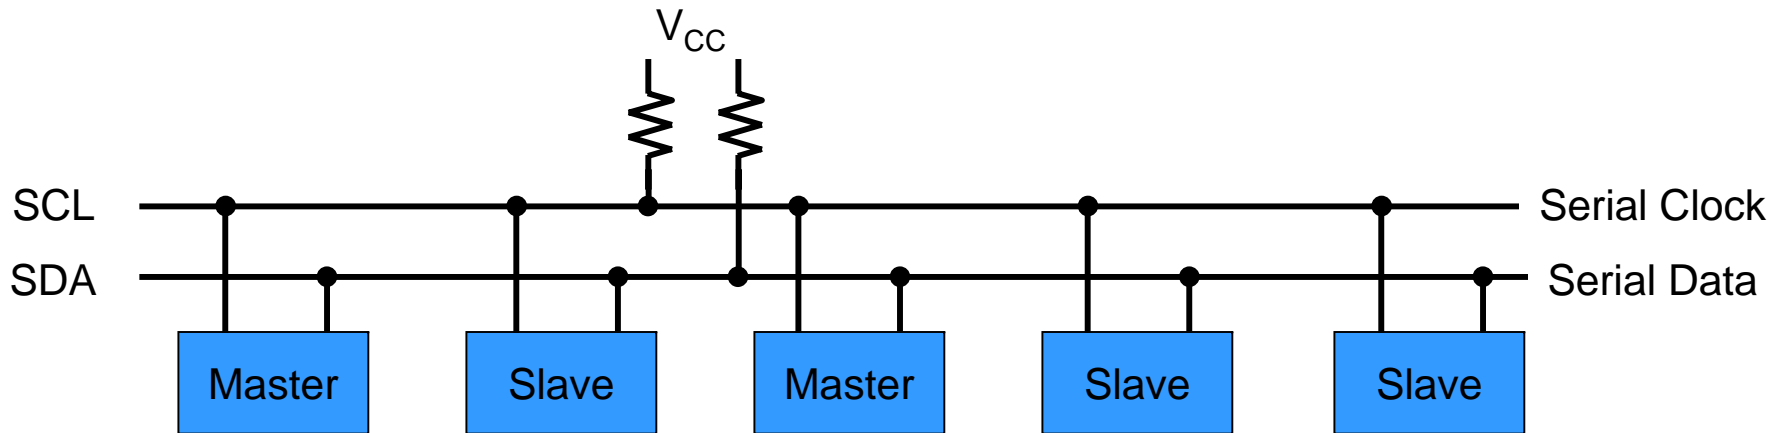 VCC
SCL
Serial Clock
SDA
Serial Data
Master
Slave
Master
Slave
Slave